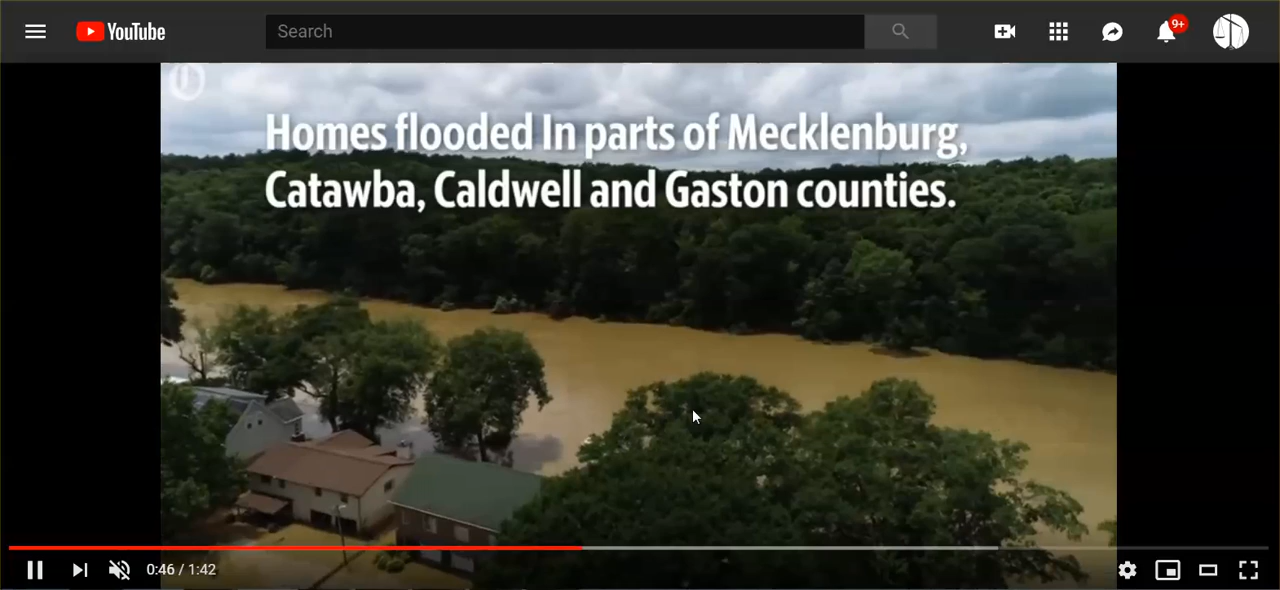 YouTube
Search
9+
Homes flooded In parts of Mecklenburg,
Catawba, Caldwell and Gaston counties.
0:46 / 1:42